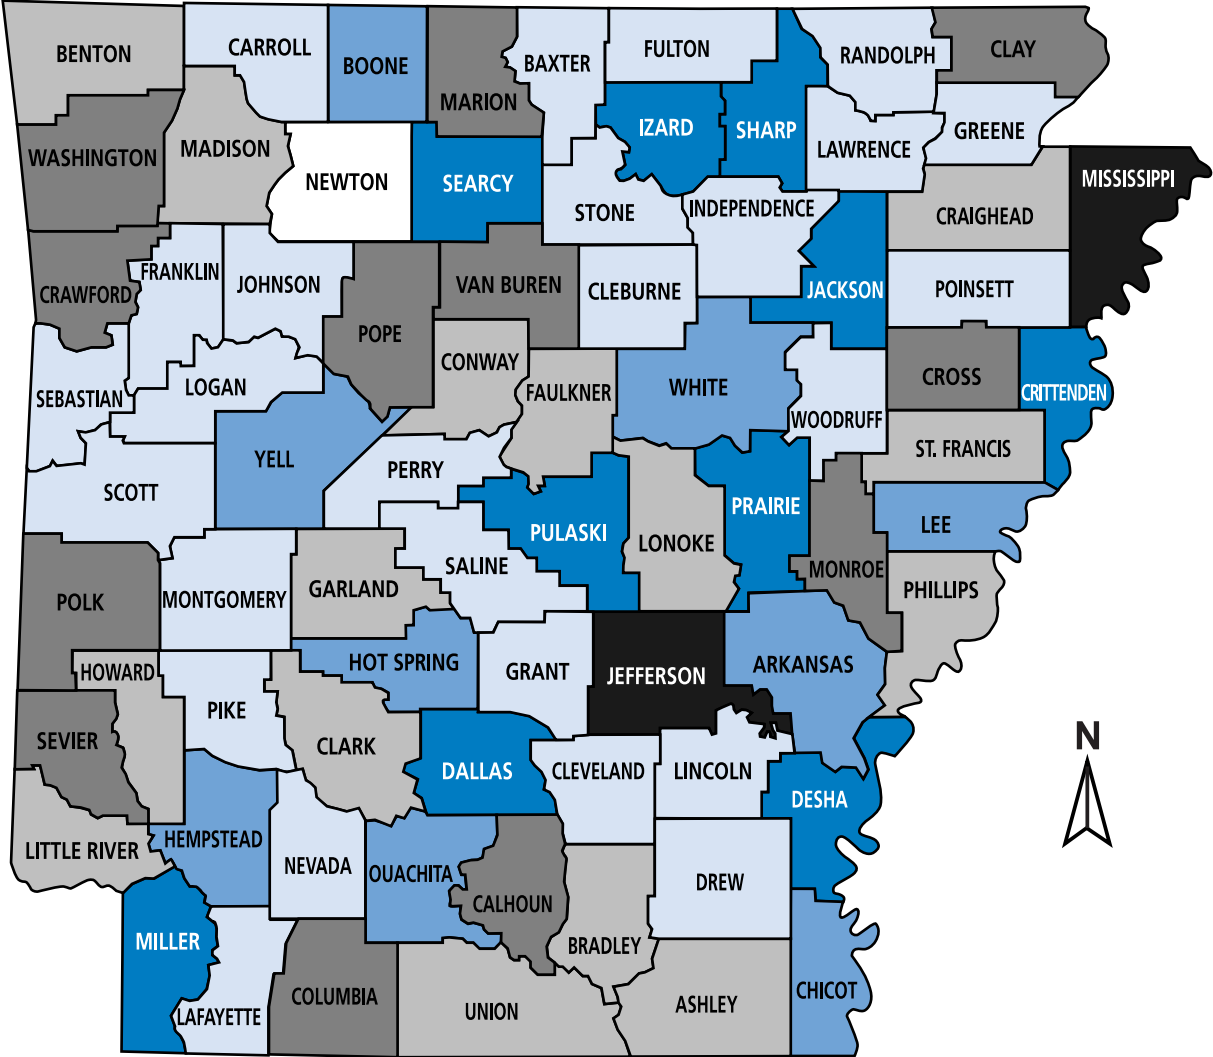 BENTON
CARROLL
BOONE
MARION
BAXTER
FULTON
RANDOLPH
CLAY
IZARD
SHARP
LAWRENCE
GREENE
WASHINGTON
MADISON
NEWTON
SEARCY
STONE
INDEPENDENCE
CRAIGHEAD
MISSISSIPPI
CRAWFORD
FRANKLIN
JOHNSON
POPE
VAN BUREN
CLEBURNE
JACKSON
POINSETT
SEBASTIAN
LOGAN
CONWAY
FAULKNER
WHITE
WOODRUFF
CROSS
CRITTENDEN
SCOTT
YELL
PERRY
PULASKI
LONOKE
PRAIRIE
ST. FRANCIS
LEE
MONROE
PHILLIPS
POLK
MONTGOMERY
GARLAND
SALINE
HOWARD
PIKE
HOT SPRING
GRANT
JEFFERSON
ARKANSAS
SEVIER
CLARK
DALLAS
CLEVELAND
LINCOLN
DESHA
N
LITTLE RIVER
HEMPSTEAD
NEVADA
OUACHITA
CALHOUN
BRADLEY
DREW
MILLER
LAFAYETTE
COLUMBIA
UNION
ASHLEY
CHICOT